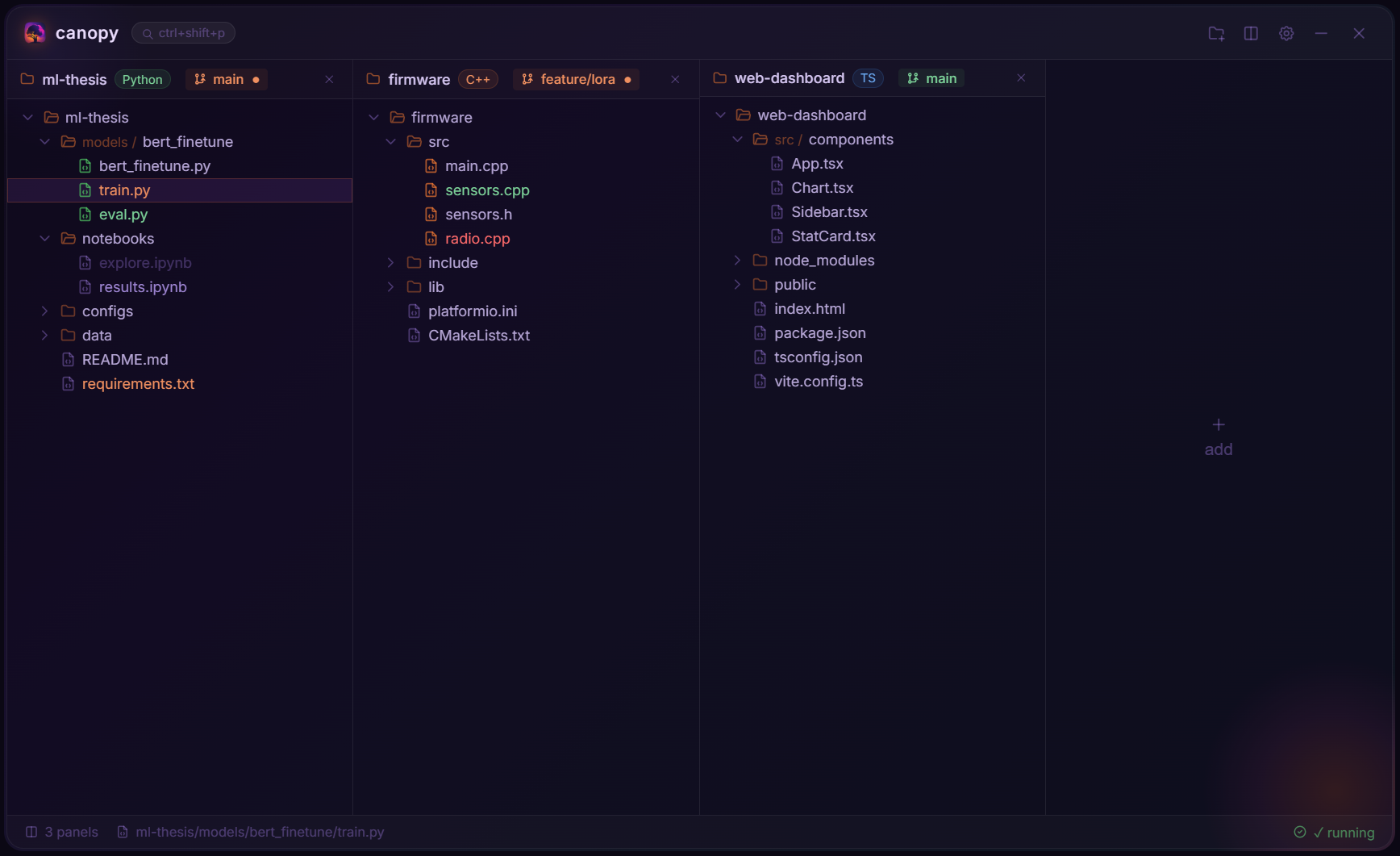 canopy
ctrl+shift+p
ml-thesis Python main
ml-thesis
models / bert_finetune
bert_finetune.py
train.py
eval.py
notebooks
explore.ipynb
results.ipynb
configs
data
README.md
requirements.txt
firmware C++ feature/lora
firmware
src
main.cpp
sensors.cpp
sensors.h
radio.cpp
include
lib
platformio.ini
CMakeLists.txt
web-dashboard TS main
web-dashboard
src / components
App.tsx
Chart.tsx
Sidebar.tsx
StatCard.tsx
node_modules
public
index.html
package.json
tsconfig.json
vite.config.ts
+
add
3 panels ml-thesis/models/bert_finetune/train.py
✓ running